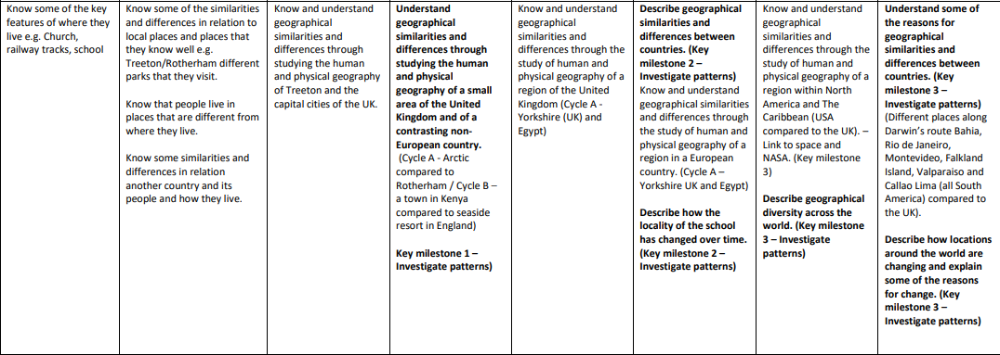 Know some of the key
features of where they
live e.g. Church,
railway tracks, school
Know some of the similarities
and differences in relation to
local places and places that
they know well e.g.
Treeton/Rotherham different
parks that they visit.
Know that people live in
places that are different from
where they live.
Know some similarities and
differences in relation
another country and its
people and how they live.
Know and understand
geographical
similarities and
differences through
studying the human
and physical geography
of Treeton and the
capital cities of the UK.
Understand
geographical
similarities and
differences through
studying the human
and physical
geography of a small
area of the United
Kingdom and of a
contrasting non-
European country.
(Cycle A - Arctic
compared to
Rotherham / Cycle B –
a town in Kenya
compared to seaside
resort in England)
Key milestone 1 –
Investigate patterns)
Know and understand
geographical
similarities and
differences through the
study of human and
physical geography of a
region of the United
Kingdom (Cycle A -
Yorkshire (UK) and
Egypt)
Describe geographical
similarities and
differences between
countries. (Key
milestone 2 –
Investigate patterns)
Know and understand
geographical similarities
and differences through
the study of human and
physical geography of a
region in a European
country. (Cycle A –
Yorkshire UK and Egypt)
Describe how the
locality of the school
has changed over time.
(Key milestone 2 –
Investigate patterns)
Know and understand
geographical
similarities and
differences through the
study of human and
physical geography of a
region within North
America and The
Caribbean (USA
compared to the UK). –
Link to space and
NASA. (Key milestone
3)
Describe geographical
diversity across the
world. (Key milestone
3 – Investigate
patterns)
Understand some of
the reasons for
geographical
similarities and
differences between
countries. (Key
milestone 3 –
Investigate patterns)
(Different places along
Darwin's route Bahia,
Rio de Janeiro,
Montevideo, Falkland
Island, Valparaiso and
Callao Lima (all South
America) compared to
the UK).
Describe how locations
around the world are
changing and explain
some of the reasons
for change. (Key
milestone 3 –
Investigate patterns)